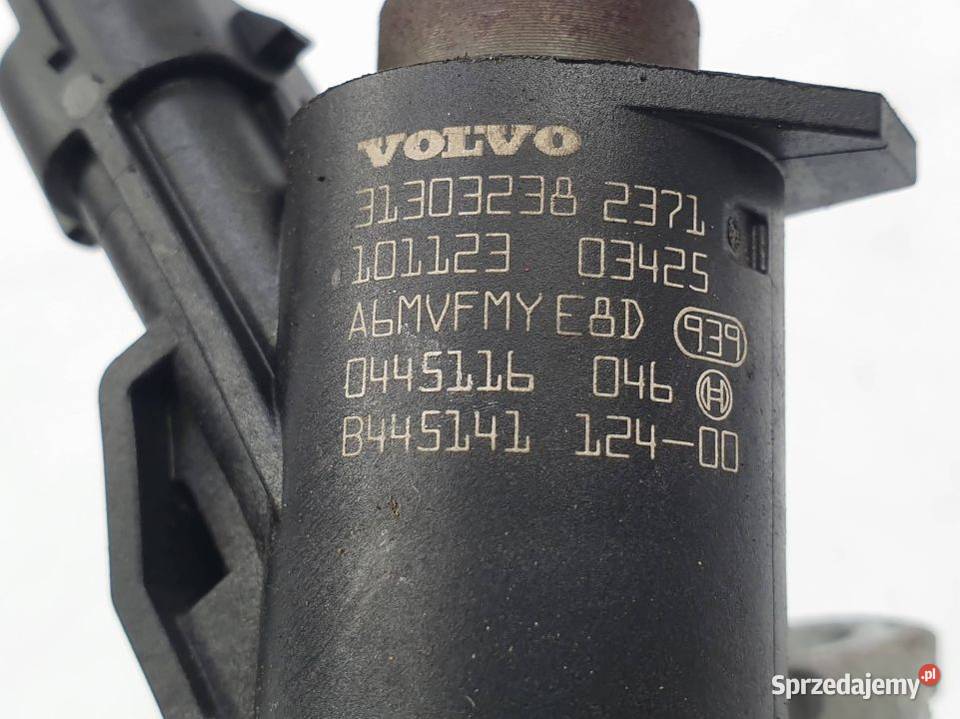 VOLVO
31303238 2371
101123 03425
A6MVFMY E8D 939
0445116 046
B445141 124-00
Sprzedajemy.pl